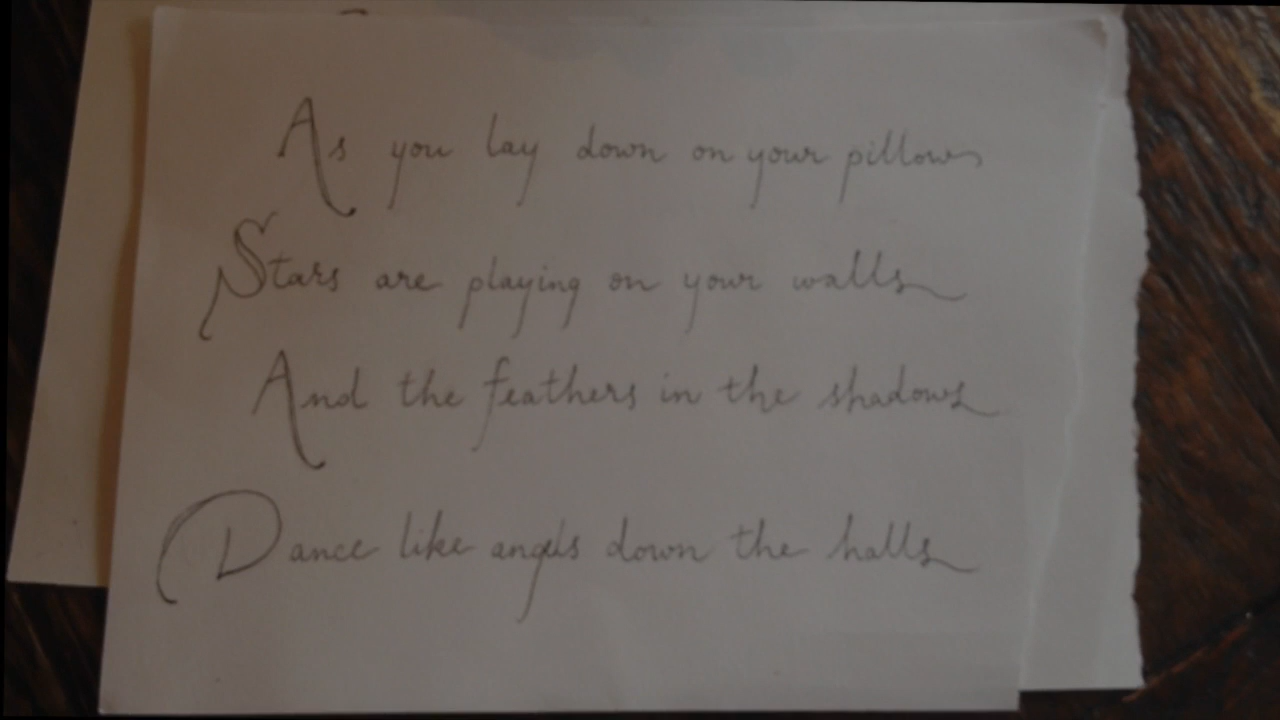 As you lay down on your pillows
Stars are playing on your walls
And the feathers in the shadows
Dance like angels down the halls